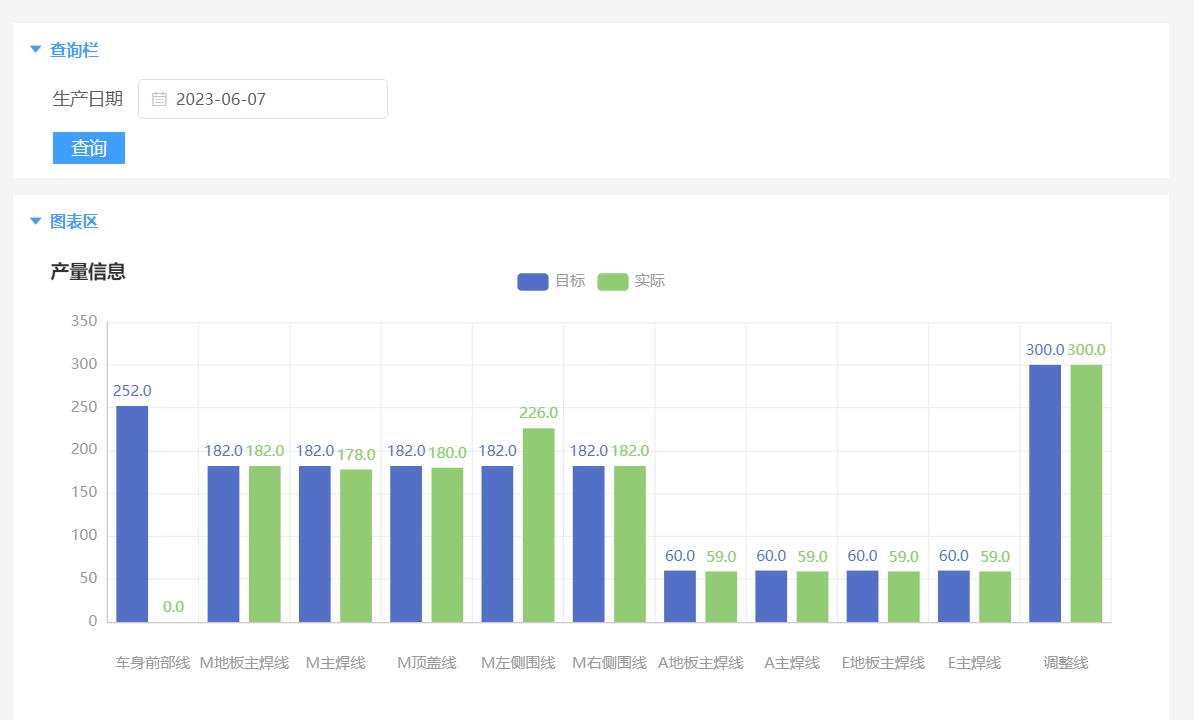 查询栏
生产日期 2023-06-07
查询
图表区
产量信息
目标 实际
350
300
250
200
150
100
50
0
252.0 0.0 182.0 182.0 182.0 178.0 182.0 180.0 182.0 226.0 182.0 182.0 60.0 59.0 60.0 59.0 60.0 59.0 60.0 59.0 300.0 300.0
车身前部线 M地板主焊线 M主焊线 M顶盖线 M左侧围线 M右侧围线 A地板主焊线 A主焊线 E地板主焊线 E主焊线 调整线